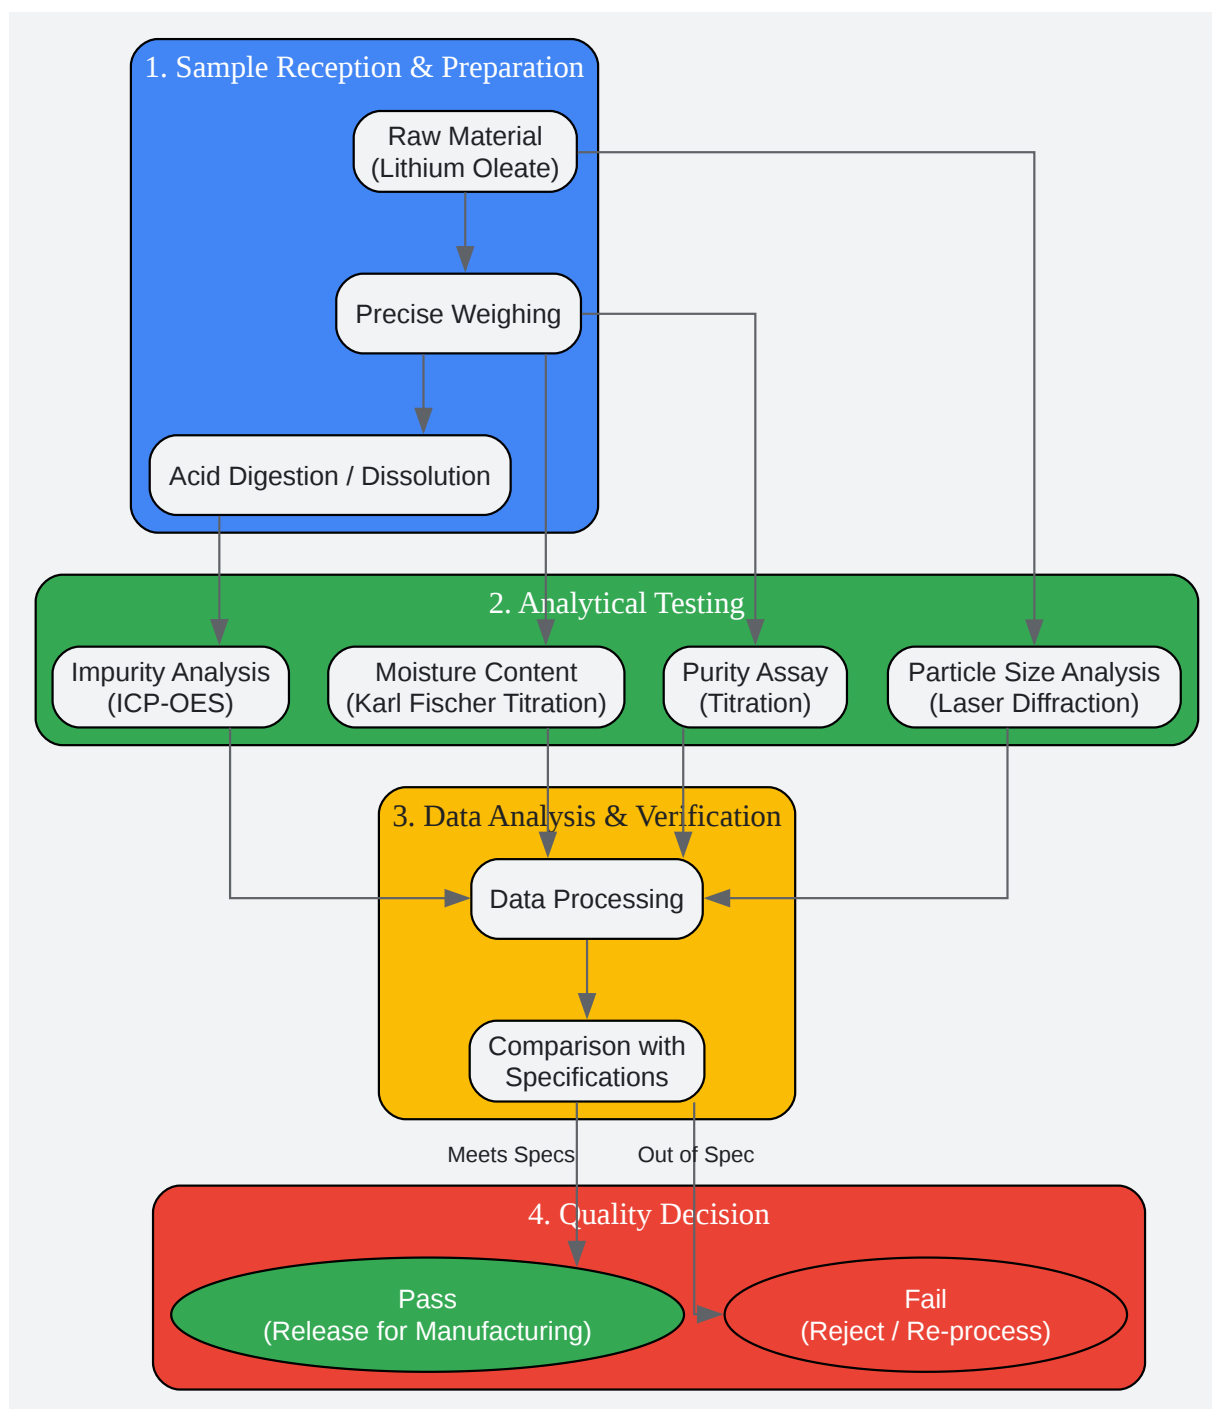 1. Sample Reception & Preparation
Raw Material
(Lithium Oleate)
Precise Weighing
Acid Digestion / Dissolution
2. Analytical Testing
Impurity Analysis
(ICP-OES)
Moisture Content
(Karl Fischer Titration)
Purity Assay
(Titration)
Particle Size Analysis
(Laser Diffraction)
3. Data Analysis & Verification
Data Processing
Comparison with
Specifications
Meets Specs
Out of Spec
4. Quality Decision
Pass
(Release for Manufacturing)
Fail
(Reject / Re-process)